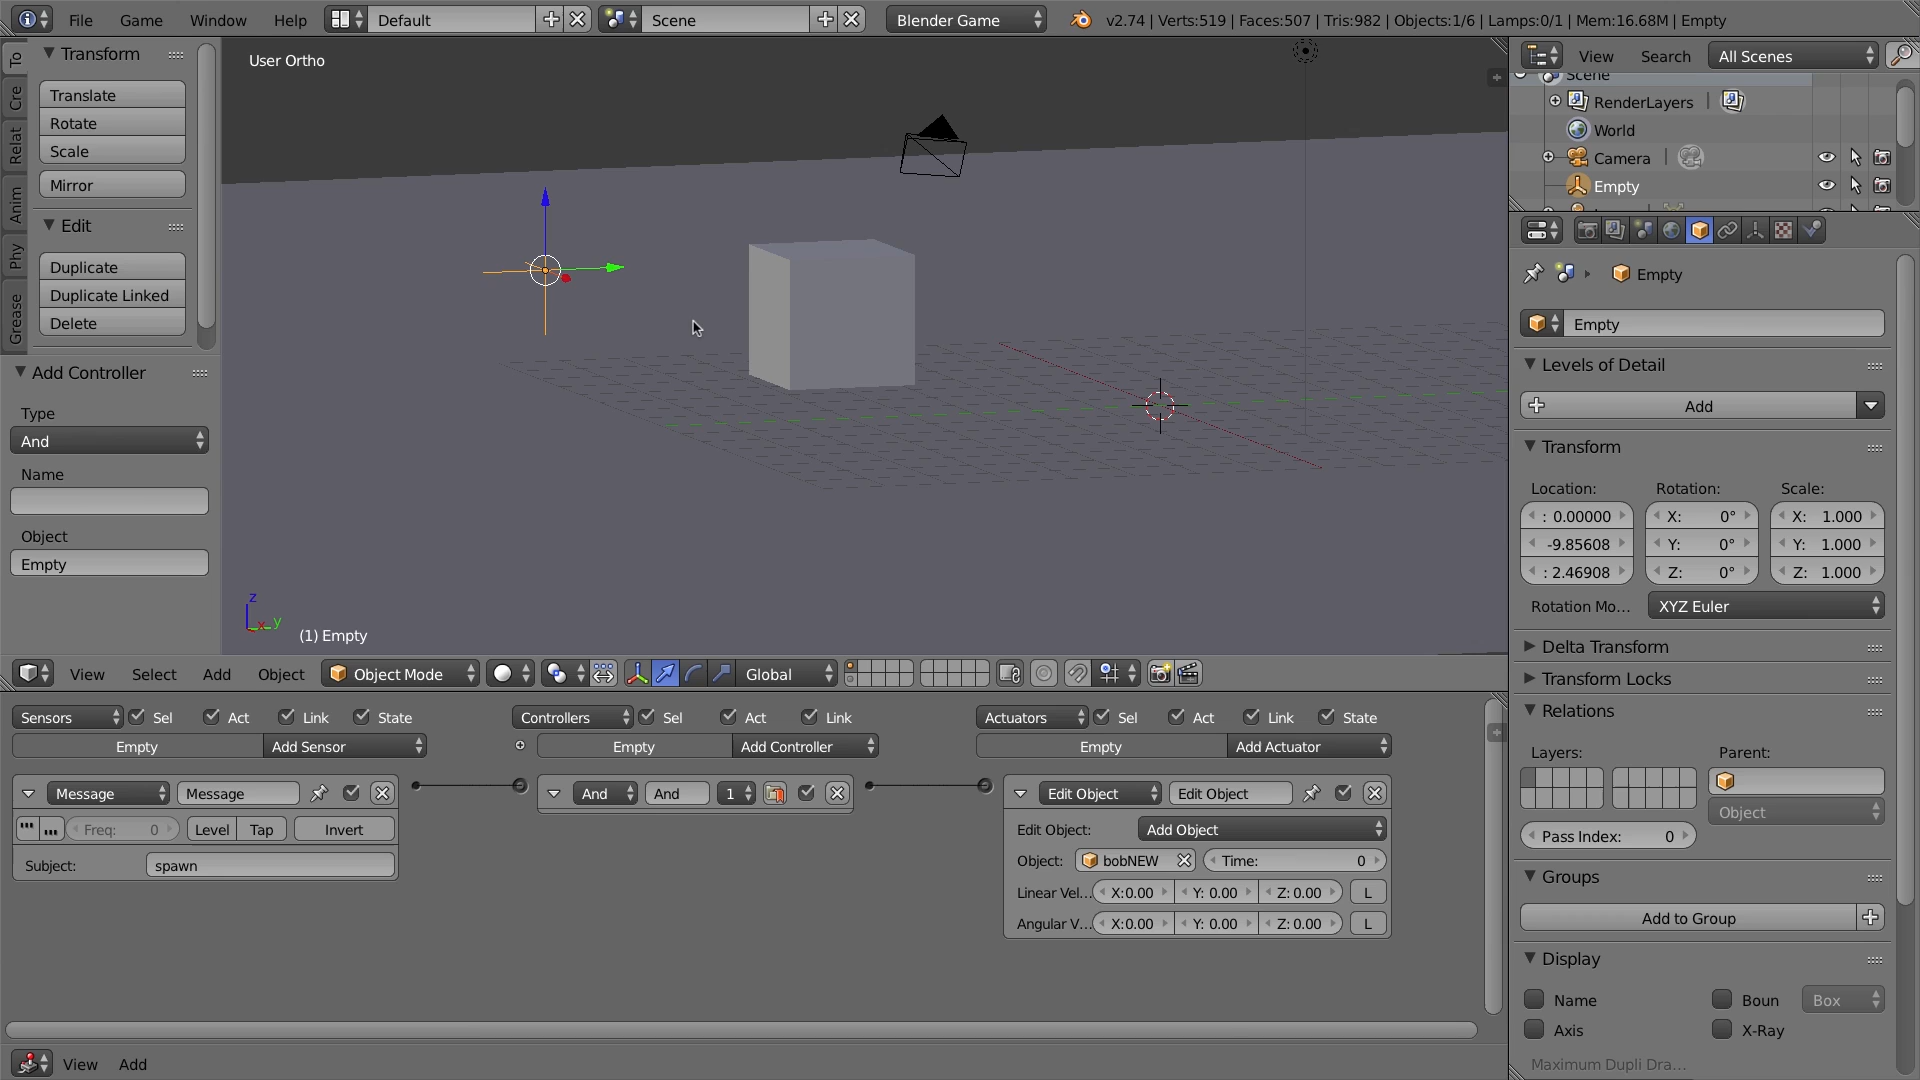 File Game Window Help Default Scene Blender Game v2.74 | Verts:519 | Faces:507 | Tris:982 | Objects:1/6 | Lamps:0/1 | Mem:16.68M | Empty
To
Cre
Relat
Anim
Phy
Grease
Transform
Translate
Rotate
Scale
Mirror
Edit
Duplicate
Duplicate Linked
Delete
Add Controller
Type
And
Name
Object
Empty
User Ortho
z
x y
(1) Empty
View Select Add Object Object Mode Global
View Search All Scenes
Scene
RenderLayers |
World
Camera |
Empty
Empty
Empty
Levels of Detail
Add
Transform
Location: Rotation: Scale:
: 0.00000 X: 0° X: 1.000
-9.85608 Y: 0° Y: 1.000
: 2.46908 Z: 0° Z: 1.000
Rotation Mo... XYZ Euler
Delta Transform
Transform Locks
Relations
Layers: Parent:
Object
Pass Index: 0
Groups
Add to Group
Display
Name Boun Box
Axis X-Ray
Maximum Dupli Dra...
Sensors Sel Act Link State Controllers Sel Act Link Actuators Sel Act Link State
Empty Add Sensor Empty Add Controller Empty Add Actuator
Message Message And And 1 Edit Object Edit Object
Freq: 0 Level Tap Invert Edit Object: Add Object
Subject: spawn Object: bobNEW Time: 0
Linear Vel... X:0.00 Y: 0.00 Z: 0.00 L
Angular V... X:0.00 Y: 0.00 Z: 0.00 L
View Add